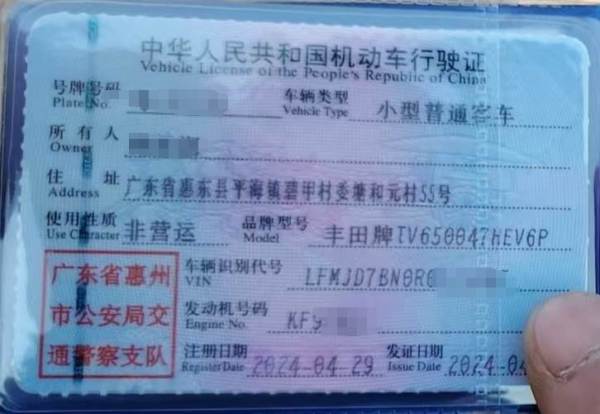 中华人民共和国机动车行驶证
Vehicle License of the People's Republic of China
号牌号码
Plate No.
车辆类型 小型普通客车
Vehicle Type
所有人
Owner
住址 广东省惠东县平海镇碧甲村委塘和元村55号
Address
使用性质 非营运 品牌型号 丰田牌TV6500A7HEV6P
Use Character Model
广东省惠州
市公安局交
通警察支队
车辆识别代号 LFMJD7BN0R0
VIN
发动机号码 KF9
Engine No.
注册日期 2024-04-29 发证日期 2024-0
Register Date Issue Date